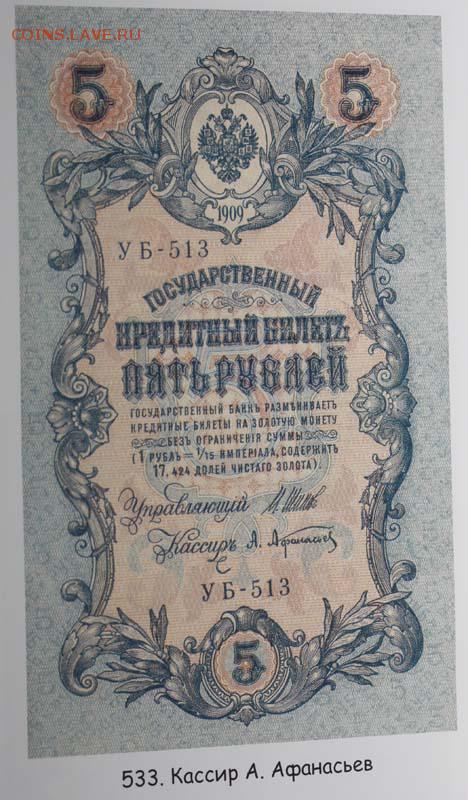 COINS.LAVE.RU
5 5
1909
УБ-513
ГОСУДАРСТВЕННЫЙ
КРЕДИТНЫЙ БИЛЕТЪ
ПЯТЬ РУБЛЕЙ
ГОСУДАРСТВЕННЫЙ БАНКЪ РАЗМѢНИВАЕТЪ
КРЕДИТНЫЕ БИЛЕТЫ НА ЗОЛОТУЮ МОНЕТУ
БЕЗЪ ОГРАНИЧЕНІЯ СУММЫ
(1 РУБЛЬ = 1/15 ИМПЕРІАЛА, СОДЕРЖИТЪ
17,424 ДОЛЕЙ ЧИСТАГО ЗОЛОТА).
Управляющій И. Шипов
Кассиръ А. Афанасьев
УБ-513
5
533. Кассир А. Афанасьев